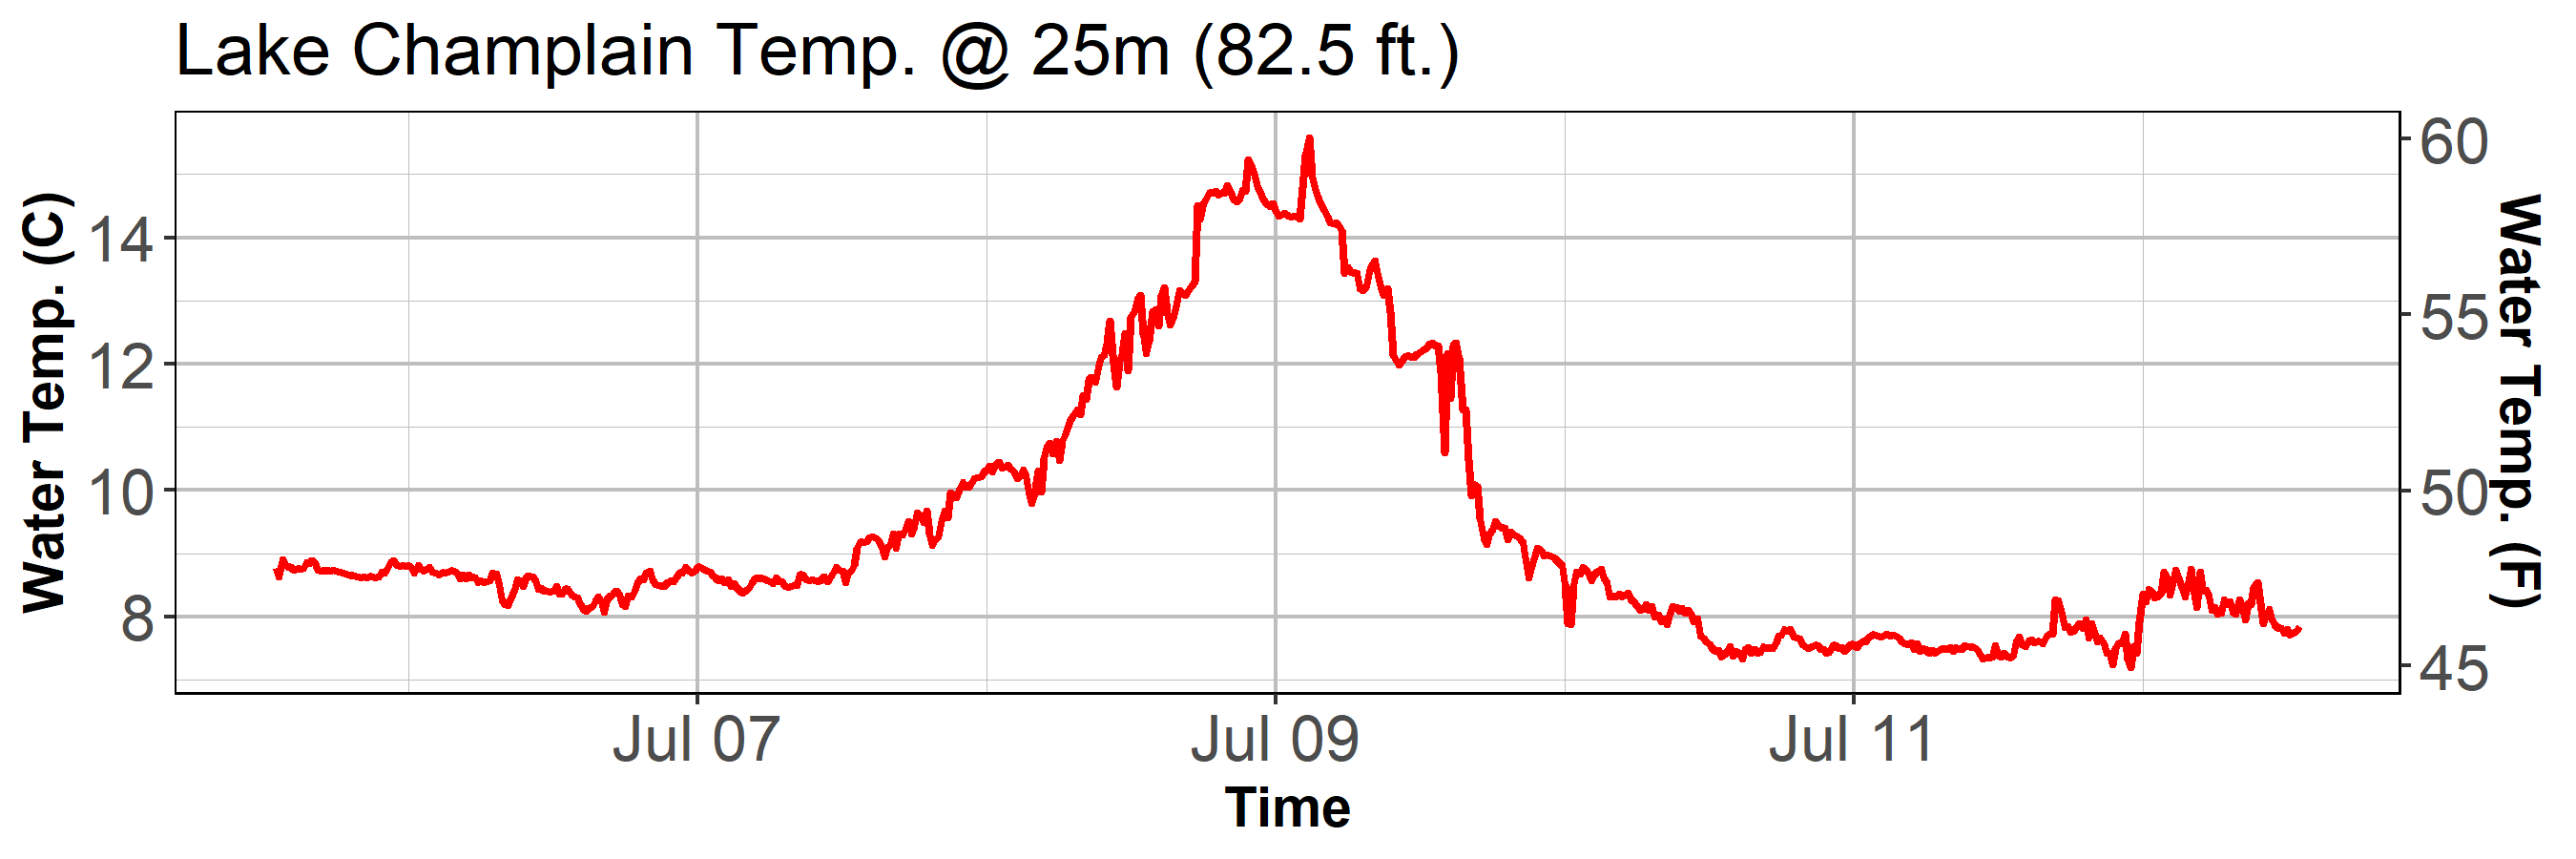 Lake Champlain Temp. @ 25m (82.5 ft.)
Water Temp. (C)
14
12
10
8
60
55
50
45
Water Temp. (F)
Jul 07
Jul 09
Jul 11
Time